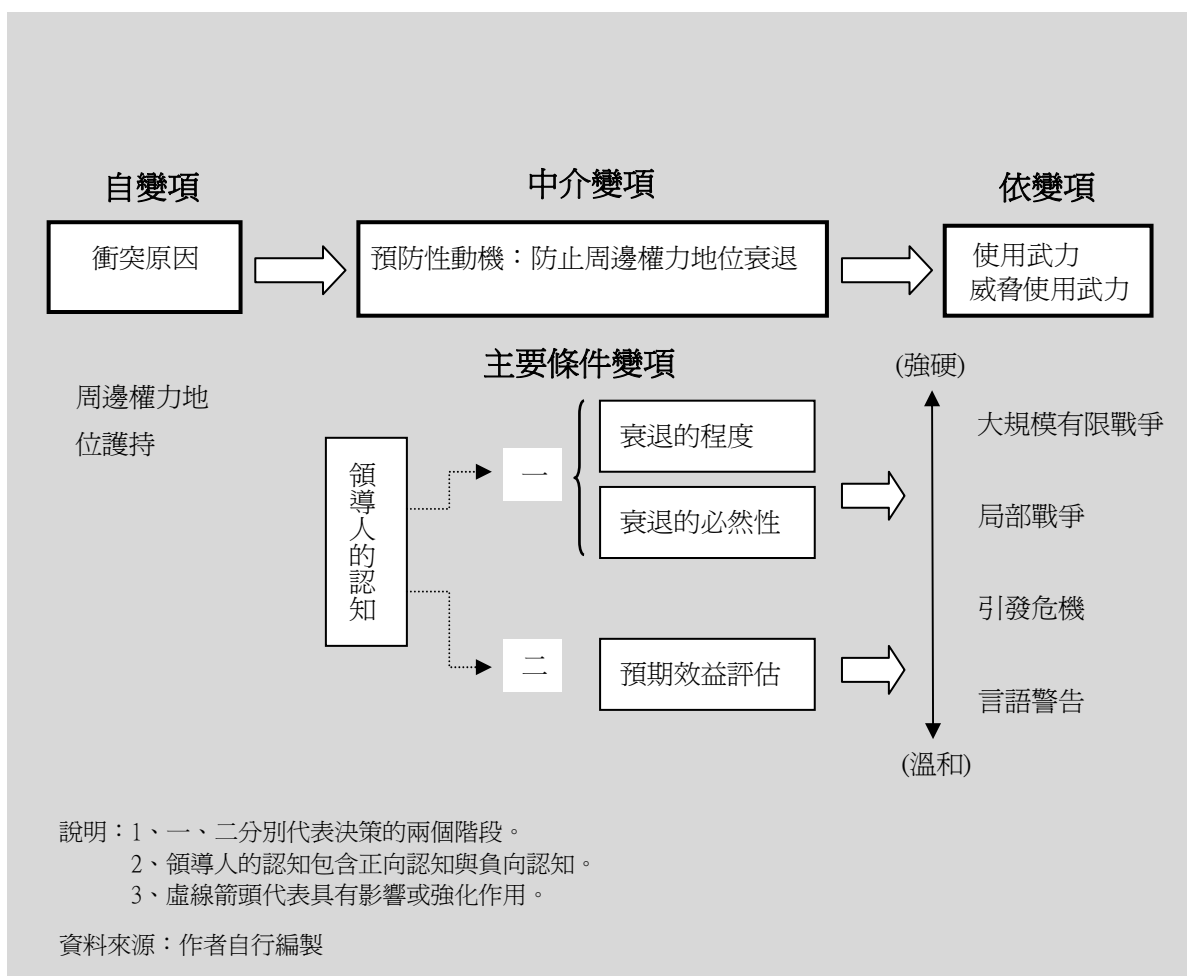 自變項
中介變項
依變項
衝突原因
預防性動機：防止周邊權力地位衰退
使用武力
威脅使用武力
主要條件變項
周邊權力地
位護持
領導人的認知
一
衰退的程度
衰退的必然性
二
預期效益評估
(強硬)
大規模有限戰爭
局部戰爭
引發危機
言語警告
(溫和)
說明：1、一、二分別代表決策的兩個階段。
2、領導人的認知包含正向認知與負向認知。
3、虛線箭頭代表具有影響或強化作用。
資料來源：作者自行編製